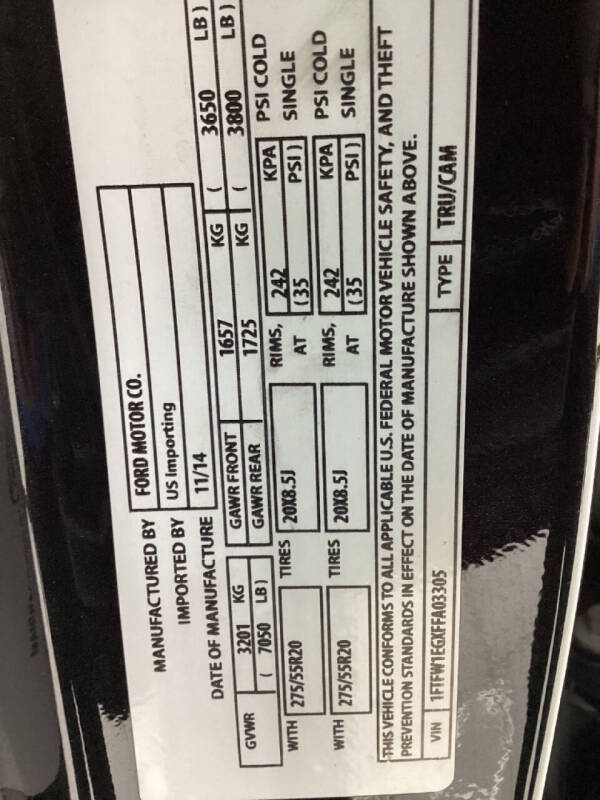 MANUFACTURED BY FORD MOTOR CO.
IMPORTED BY US Importing
DATE OF MANUFACTURE 11/14
GVWR 3201 KG GAWR FRONT 1657 KG ( 3650 LB)
( 7050 LB) GAWR REAR 1725 KG ( 3800 LB)
TIRES 20X8.5J RIMS, 242 KPA PSI COLD
WITH 275/55R20 AT (35 PSI) SINGLE
TIRES 20X8.5J RIMS, 242 KPA PSI COLD
WITH 275/55R20 AT (35 PSI) SINGLE
THIS VEHICLE CONFORMS TO ALL APPLICABLE U.S. FEDERAL MOTOR VEHICLE SAFETY, AND THEFT
PREVENTION STANDARDS IN EFFECT ON THE DATE OF MANUFACTURE SHOWN ABOVE.
VIN 1FTFW1EGXFFA03305 TYPE TRU/CAM